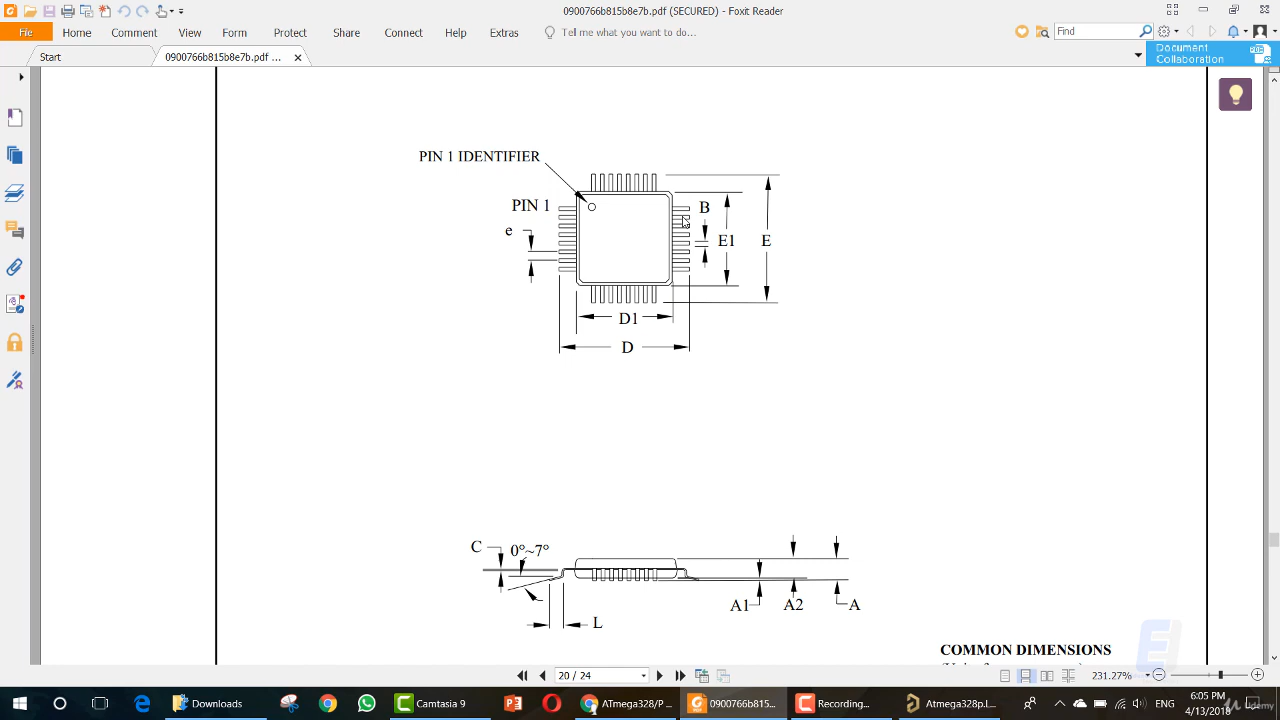 0900766b815b8e7b.pdf (SECURED) - Foxit Reader
File Home Comment View Form Protect Share Connect Help Extras Tell me what you want to do... Find
Start 0900766b815b8e7b.pdf ... Document Collaboration
PIN 1 IDENTIFIER
PIN 1
B
e
E1
E
D1
D
C
0°~7°
A1
A2
A
L
COMMON DIMENSIONS
20 / 24
231.27%
Downloads
Camtasia 9
ATmega328/P ...
0900766b815...
Recording...
ATmega328p.I...
ENG
6:05 PM
4/13/2018
Udemy